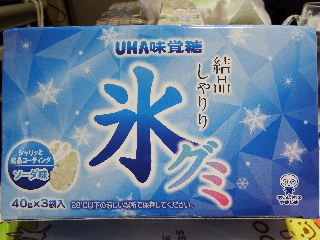 UHA味覚糖
結晶
しゃりり
氷グミ
シャリッと
結晶コーティング
ソーダ味
40g×3袋入
28℃以下の涼しい場所で保存してください。